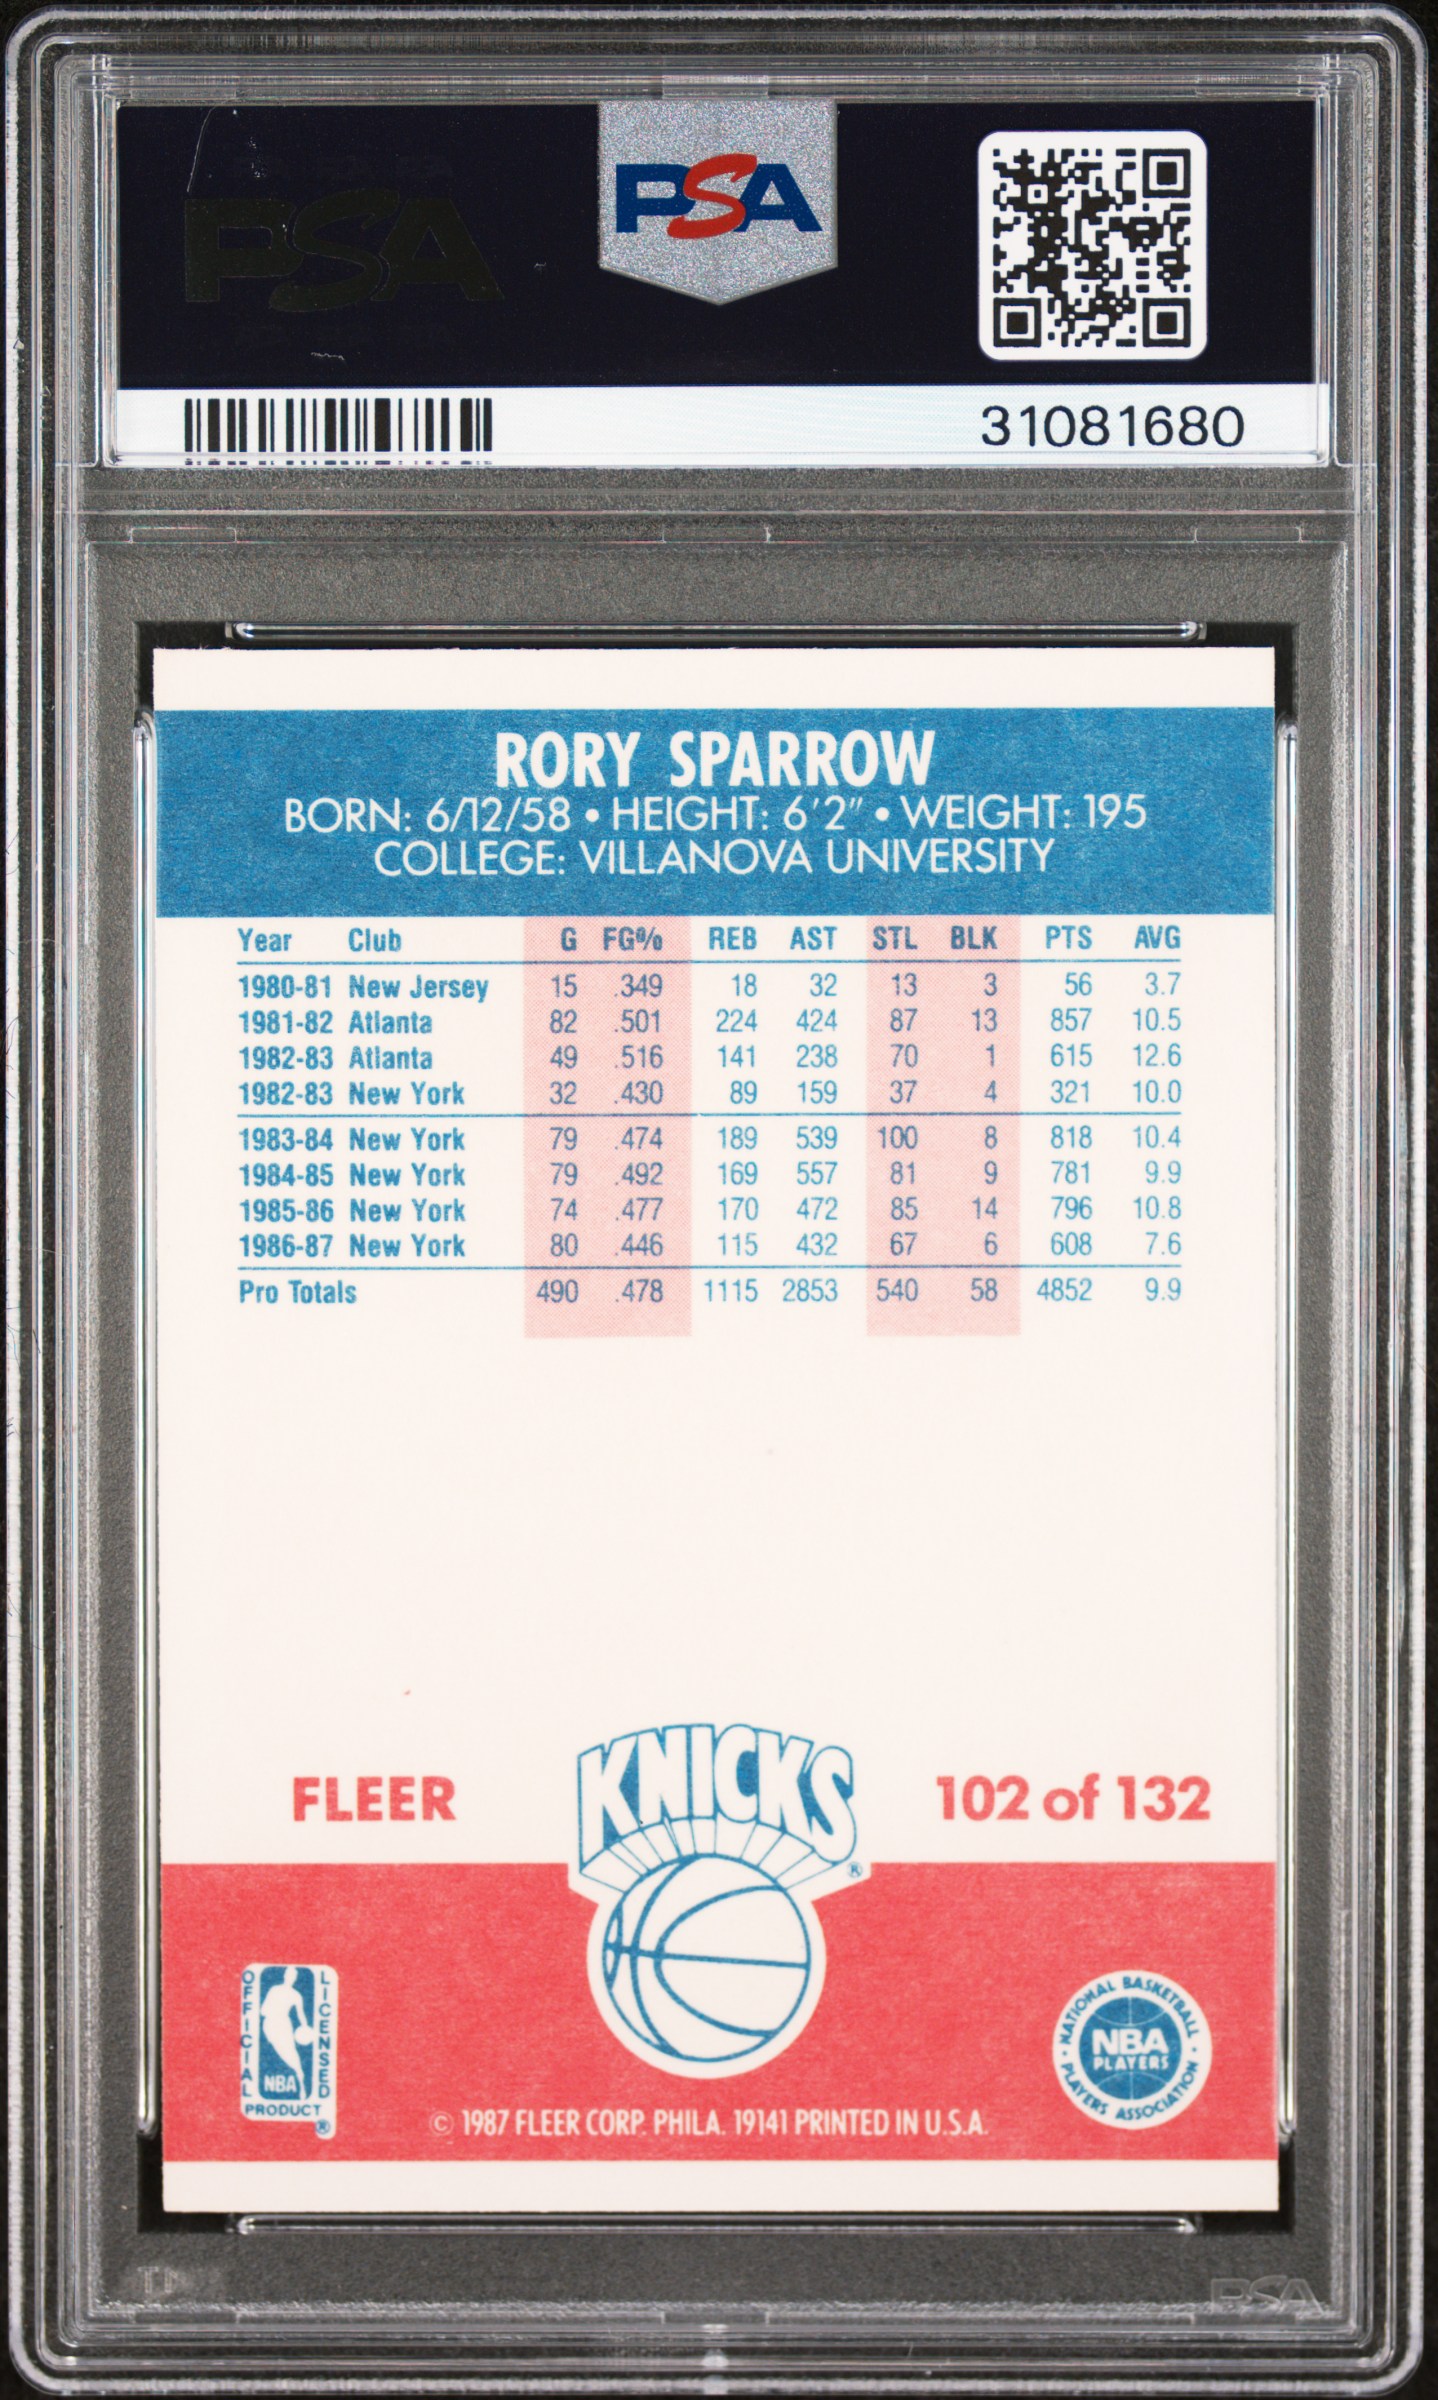 PSA
PSA
31081680
RORY SPARROW
BORN: 6/12/58 • HEIGHT: 6'2" • WEIGHT: 195
COLLEGE: VILLANOVA UNIVERSITY
Year Club G FG% REB AST STL BLK PTS AVG
1980-81 New Jersey 15 .349 18 32 13 3 56 3.7
1981-82 Atlanta 82 .501 224 424 87 13 857 10.5
1982-83 Atlanta 49 .516 141 238 70 1 615 12.6
1982-83 New York 32 .430 89 159 37 4 321 10.0
1983-84 New York 79 .474 189 539 100 8 818 10.4
1984-85 New York 79 .492 169 557 81 9 781 9.9
1985-86 New York 74 .477 170 472 85 14 796 10.8
1986-87 New York 80 .446 115 432 67 6 608 7.6
Pro Totals 490 .478 1115 2853 540 58 4852 9.9
KNICKS ®
FLEER
102 of 132
OFFICIAL LICENSED
NBA
PRODUCT ®
NATIONAL BASKETBALL
NBA
PLAYERS
• PLAYERS ASSOCIATION •
© 1987 FLEER CORP. PHILA. 19141 PRINTED IN U.S.A.
PSA